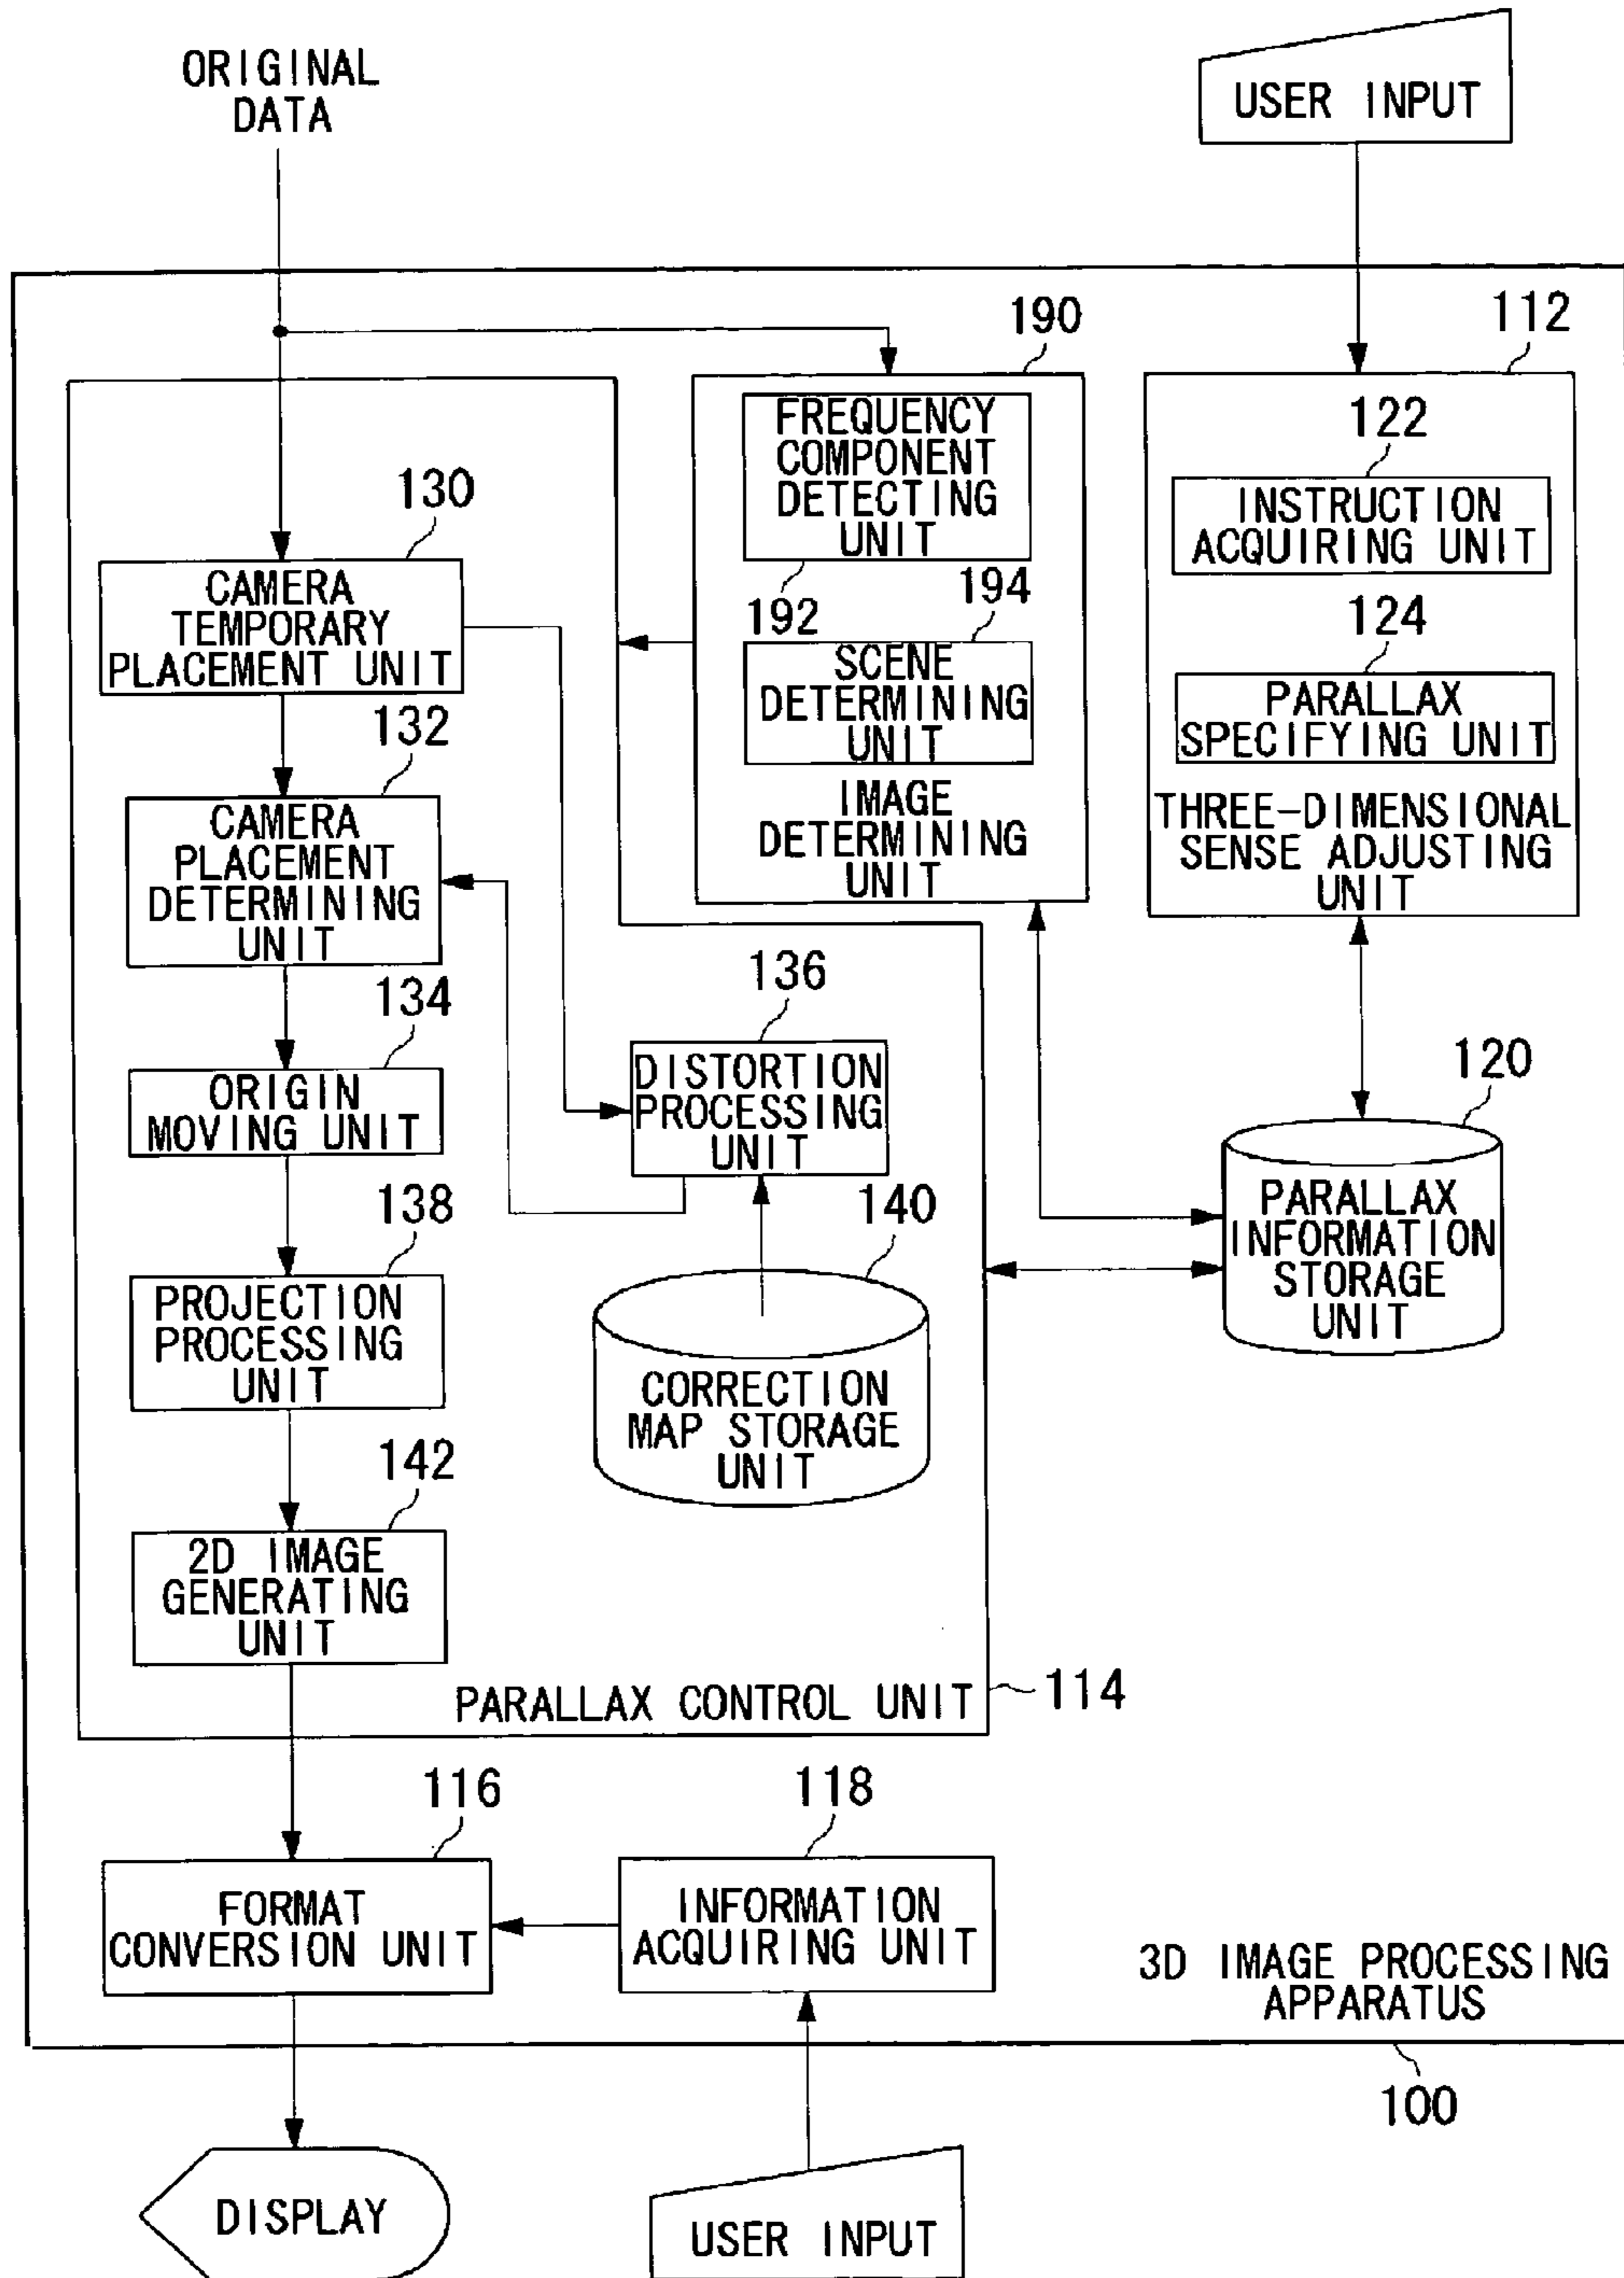 ORIGINAL
DATA
USER INPUT
190
112
FREQUENCY
COMPONENT
DETECTING
UNIT
192
122
INSTRUCTION
ACQUIRING UNIT
130
CAMERA
TEMPORARY
PLACEMENT UNIT
194
SCENE
DETERMINING
UNIT
IMAGE
DETERMINING
UNIT
124
PARALLAX
SPECIFYING UNIT
THREE-DIMENSIONAL
SENSE ADJUSTING
UNIT
132
CAMERA
PLACEMENT
DETERMINING
UNIT
134
ORIGIN
MOVING UNIT
136
DISTORTION
PROCESSING
UNIT
120
PARALLAX
INFORMATION
STORAGE
UNIT
138
PROJECTION
PROCESSING
UNIT
140
CORRECTION
MAP STORAGE
UNIT
142
2D IMAGE
GENERATING
UNIT
PARALLAX CONTROL UNIT
114
116
FORMAT
CONVERSION UNIT
118
INFORMATION
ACQUIRING UNIT
3D IMAGE PROCESSING
APPARATUS
100
DISPLAY
USER INPUT